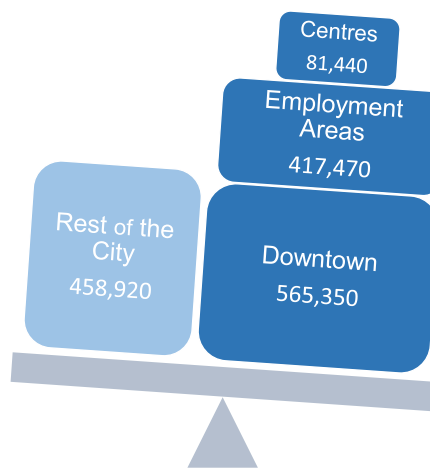 Centres
81,440
Employment
Areas
417,470
Rest of the
City
458,920
Downtown
565,350